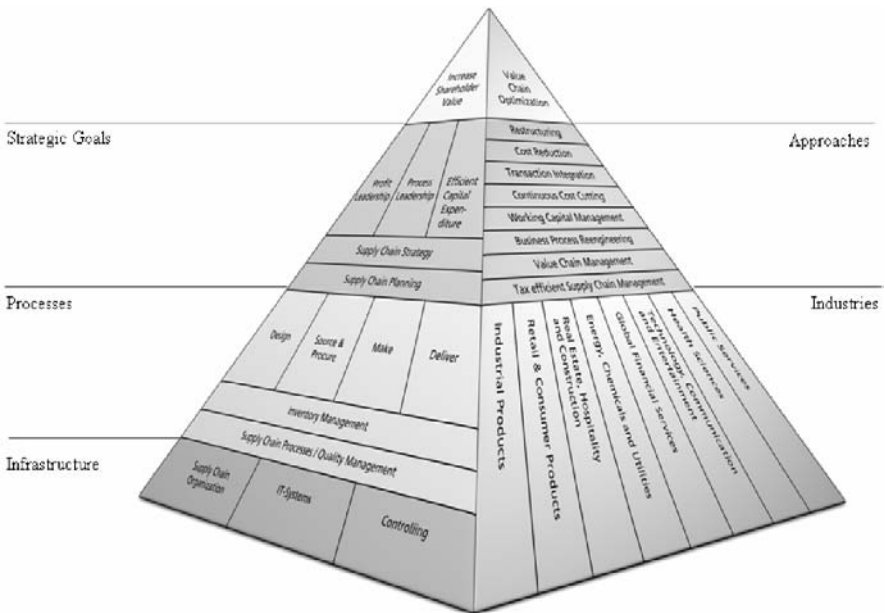 Increase
Shareholder
Value
Value
Chain
Optimization
Strategic Goals
Approaches
Profit
Leadership
Process
Leadership
Efficient
Capital
Expen-
diture
Restructuring
Cost Reduction
Transaction Integration
Continuous Cost Cutting
Working Capital Management
Business Process Reengineering
Value Chain Management
Tax efficient Supply Chain Management
Supply Chain Strategy
Supply Chain Planning
Processes
Industries
Design
Source &
Procure
Make
Deliver
Inventory Management
Supply Chain Processes / Quality Management
Industrial Products
Retail & Consumer Products
Real Estate, Hospitality
and Construction
Energy, Chemicals and Utilities
Global Financial Services
Technology, Communication
and Entertainment
Health Sciences
Public Services
Infrastructure
Supply Chain
Organization
IT-Systems
Controlling